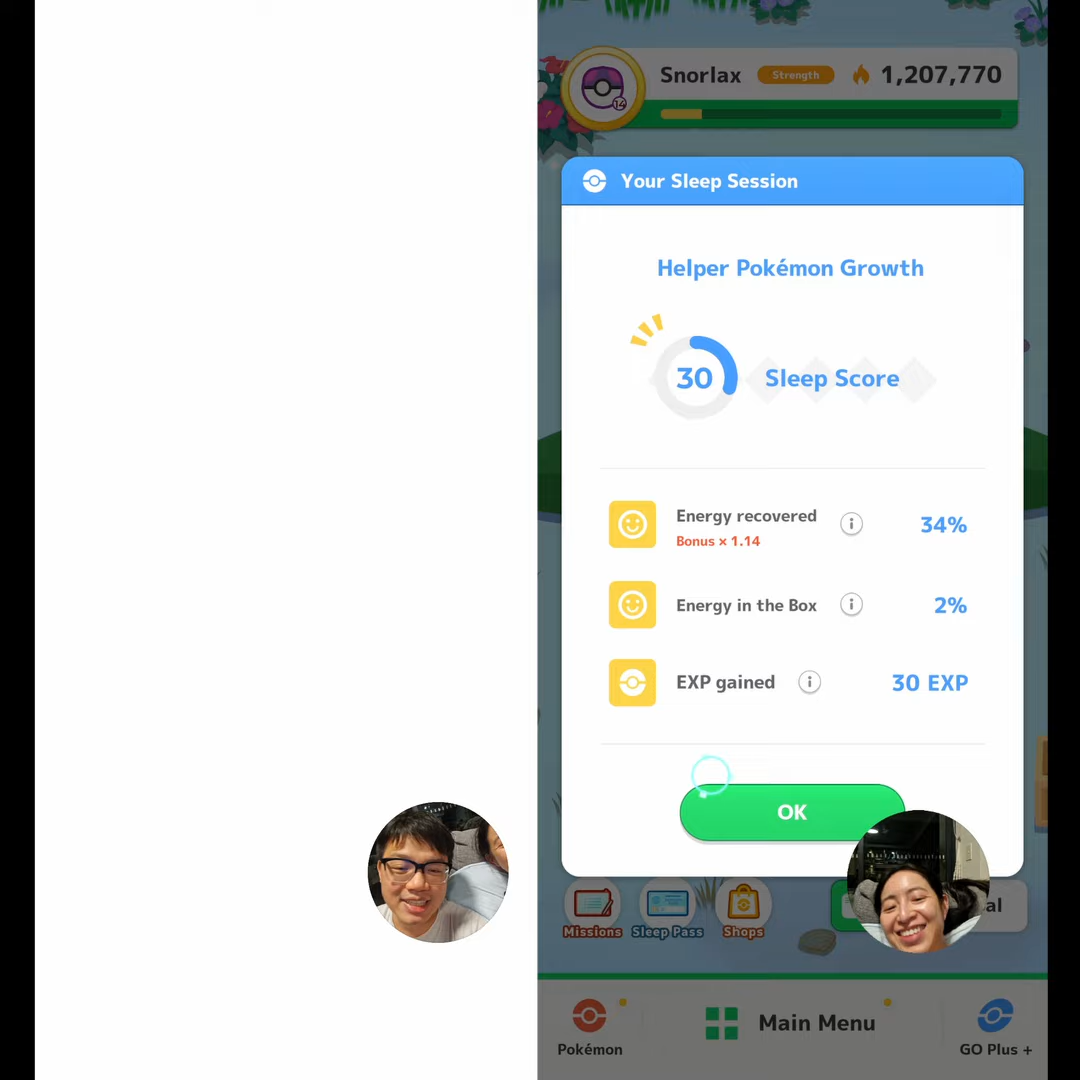 Snorlax Strength 1,207,770
14
Your Sleep Session
Helper Pokémon Growth
30 Sleep Score
Energy recovered i 34%
Bonus × 1.14
Energy in the Box i 2%
EXP gained i 30 EXP
OK
al
Missions Sleep Pass Shops
Main Menu
Pokémon GO Plus +